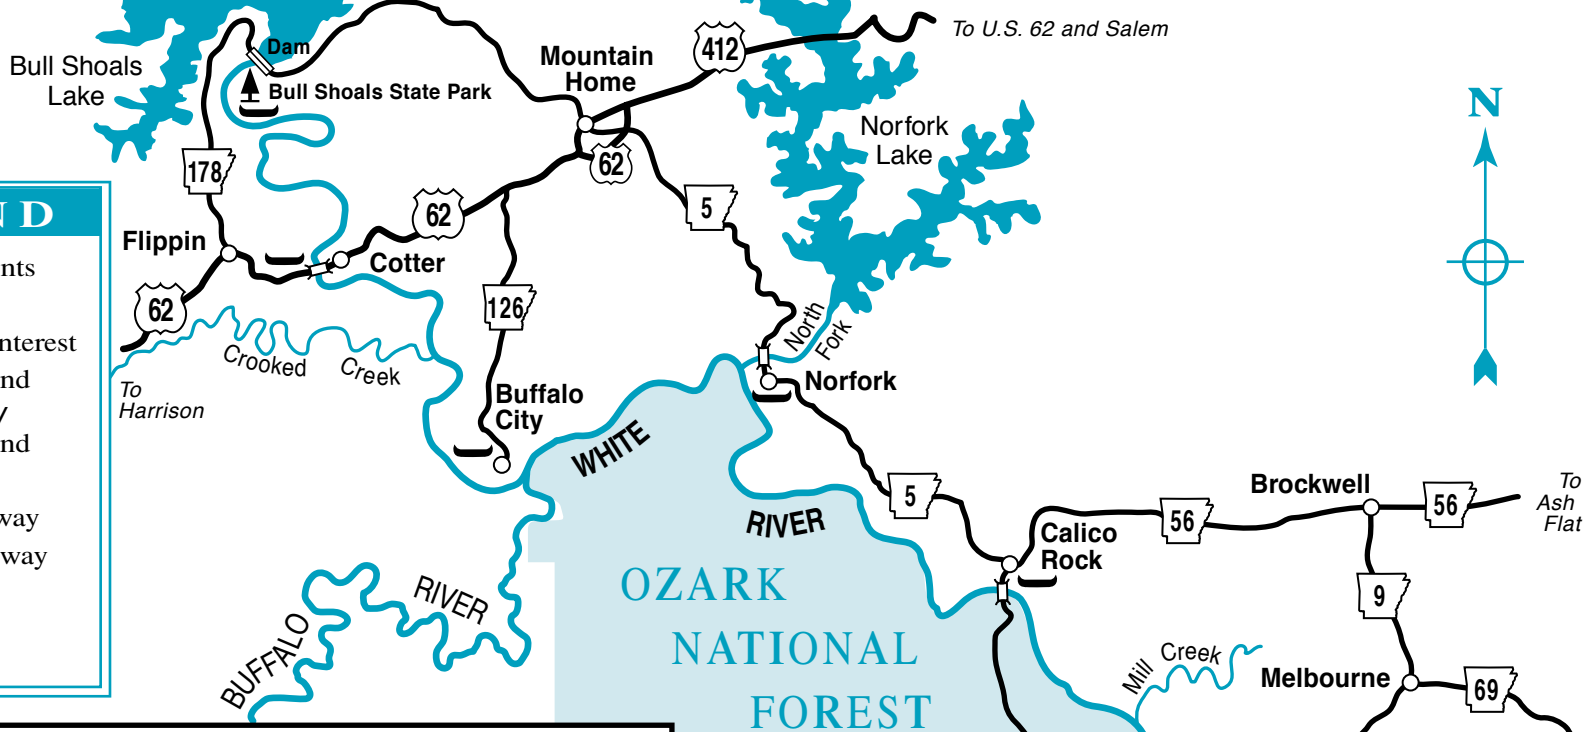 To U.S. 62 and Salem
Dam
Bull Shoals
Lake
Bull Shoals State Park
Mountain
Home
412
Norfork
Lake
N
178
62
62
5
N D
Flippin
Cotter
nts
62
126
North
Fork
nterest
Crooked
Creek
nd
To
Harrison
Buffalo
City
Norfork
y
nd
WHITE
RIVER
5
Brockwell
56
56
To
Ash
Flat
way
way
Calico
Rock
OZARK
NATIONAL
FOREST
RIVER
BUFFALO
9
Mill
Creek
Melbourne
69